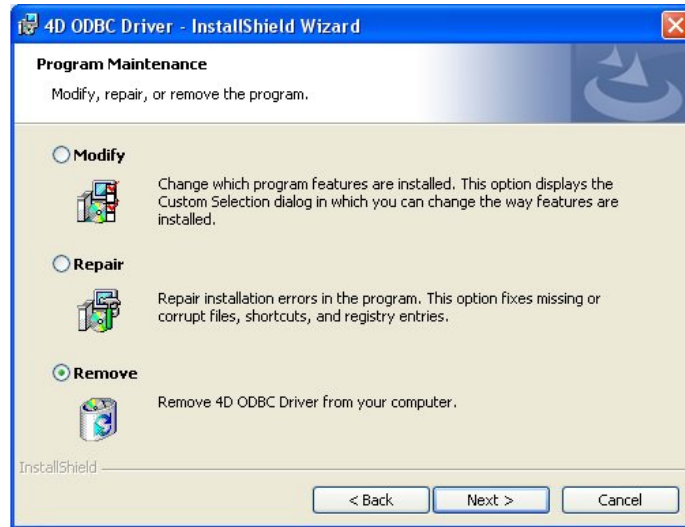 4D ODBC Driver - InstallShield Wizard
Program Maintenance
Modify, repair, or remove the program.
Modify
Change which program features are installed. This option displays the
Custom Selection dialog in which you can change the way features are
installed.
Repair
Repair installation errors in the program. This option fixes missing or
corrupt files, shortcuts, and registry entries.
Remove
Remove 4D ODBC Driver from your computer.
InstallShield
< Back Next > Cancel